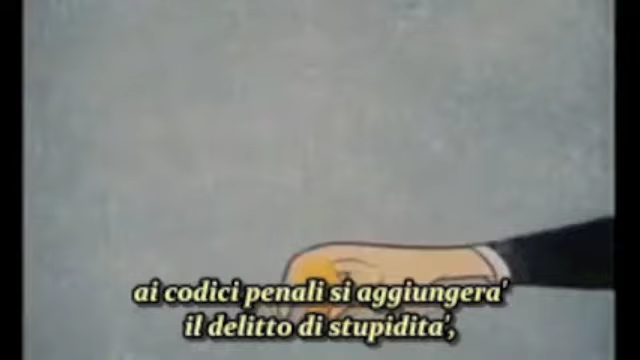 ai codici penali si aggiungera'
il delitto di stupidita',